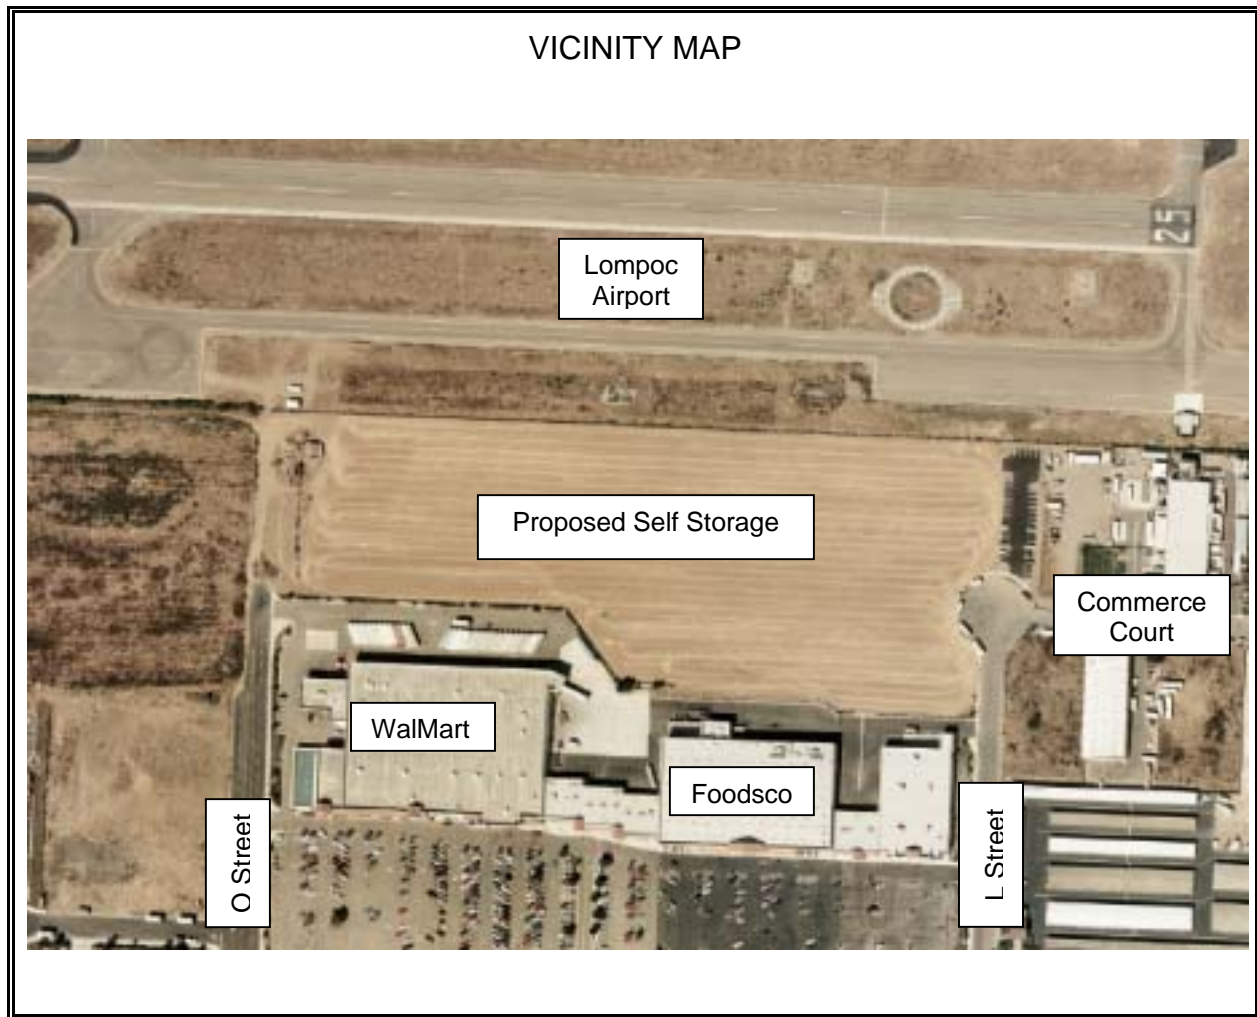 VICINITY MAP
25
Lompoc
Airport
Proposed Self Storage
Commerce
Court
WalMart
Foodsco
O Street
L Street